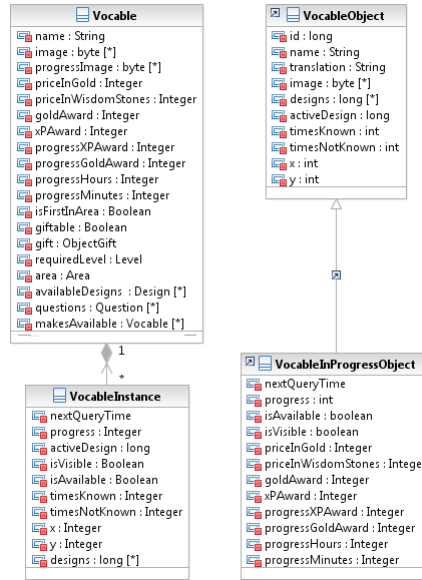 Vocable
name : String
image : byte [*]
progressImage : byte [*]
priceInGold : Integer
priceInWisdomStones : Integer
goldAward : Integer
xPAward : Integer
progressXPAward : Integer
progressGoldAward : Integer
progressHours : Integer
progressMinutes : Integer
isFirstInArea : Boolean
giftable : Boolean
gift : ObjectGift
requiredLevel : Level
area : Area
availableDesigns : Design [*]
questions : Question [*]
makesAvailable : Vocable [*]
1
*
VocableInstance
nextQueryTime
progress : Integer
activeDesign : long
isVisible : Boolean
isAvailable : Boolean
timesKnown : Integer
timesNotKnown : Integer
x : Integer
y : Integer
designs : long [*]
VocableObject
id : long
name : String
translation : String
image : byte [*]
designs : long [*]
activeDesign : long
timesKnown : int
timesNotKnown : int
x : int
y : int
VocableInProgressObject
nextQueryTime
progress : int
isAvailable : boolean
isVisible : boolean
priceInGold : Integer
priceInWisdomStones : Intege
goldAward : Integer
xPAward : Integer
progressXPAward : Integer
progressGoldAward : Integer
progressHours : Integer
progressMinutes : Integer